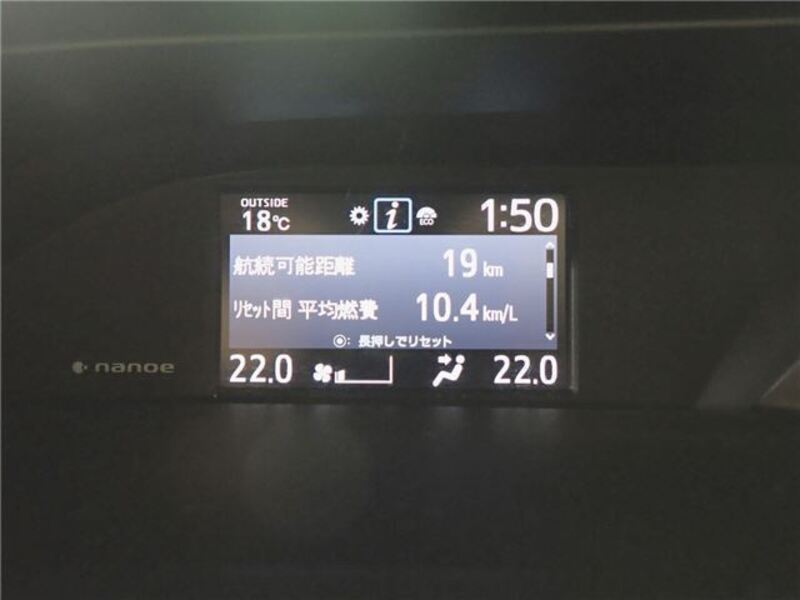 OUTSIDE
18℃
i
ECO
1:50
航続可能距離 19 km
リセット間 平均燃費 10.4 km/L
◉: 長押しでリセット
22.0
22.0
nanoe